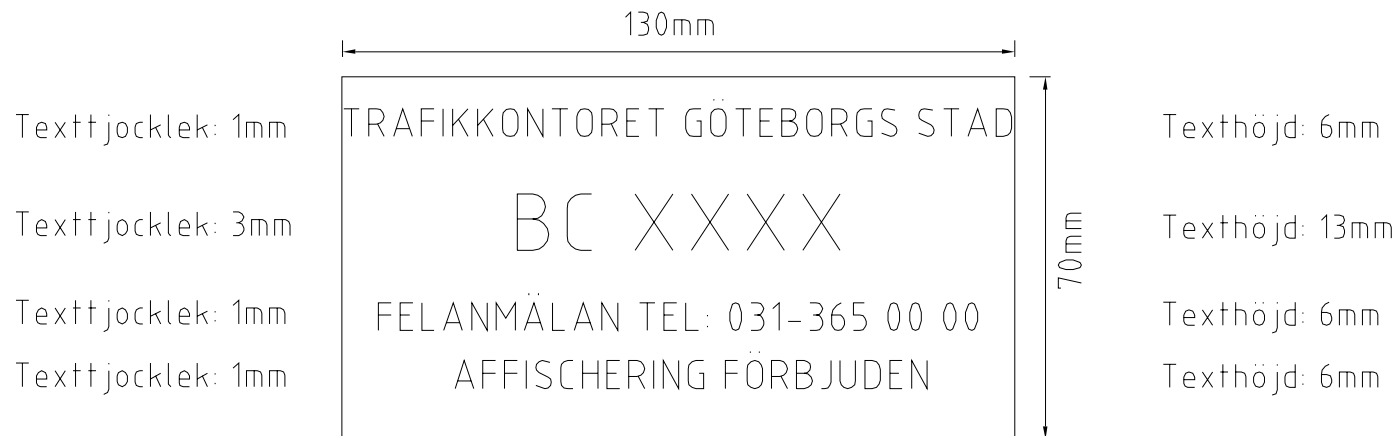 130mm
Texttjocklek: 1mm TRAFIKKONTORET GÖTEBORGS STAD Texthöjd: 6mm
Texttjocklek: 3mm BC XXXX Texthöjd: 13mm
70mm
Texttjocklek: 1mm FELANMÄLAN TEL: 031-365 00 00 Texthöjd: 6mm
Texttjocklek: 1mm AFFISCHERING FÖRBJUDEN Texthöjd: 6mm